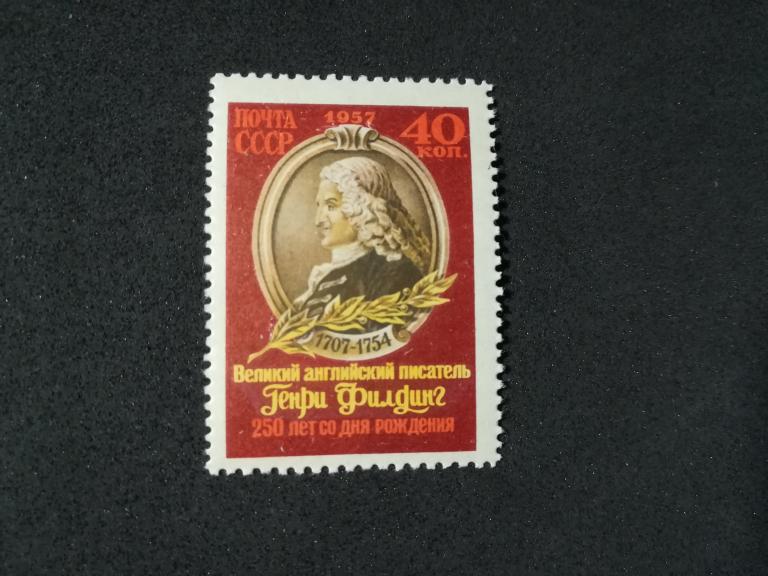 ПОЧТА 1957 40
СССР КОП.
1707-1754
Великий английский писатель
Генри Филдинг
250 лет со дня рождения